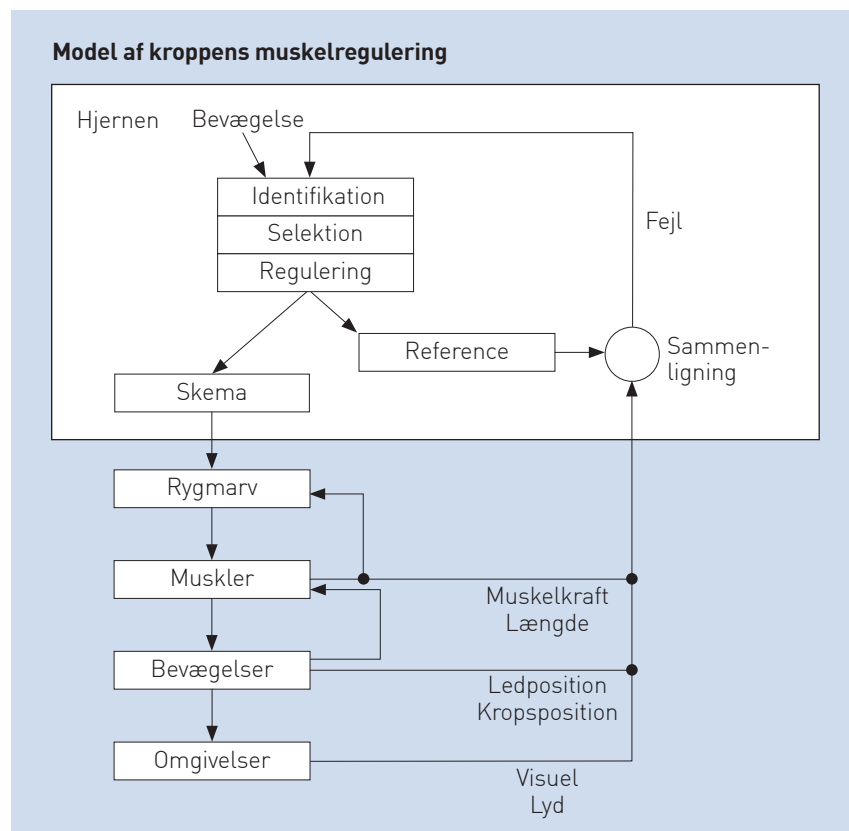 Model af kroppens muskelregulering
Hjernen
Bevægelse
Identifikation
Selektion
Regulering
Fejl
Reference
Sammen-
ligning
Skema
Rygmarv
Muskler
Muskelkraft
Længde
Bevægelser
Ledposition
Kropsposition
Omgivelser
Visuel
Lyd